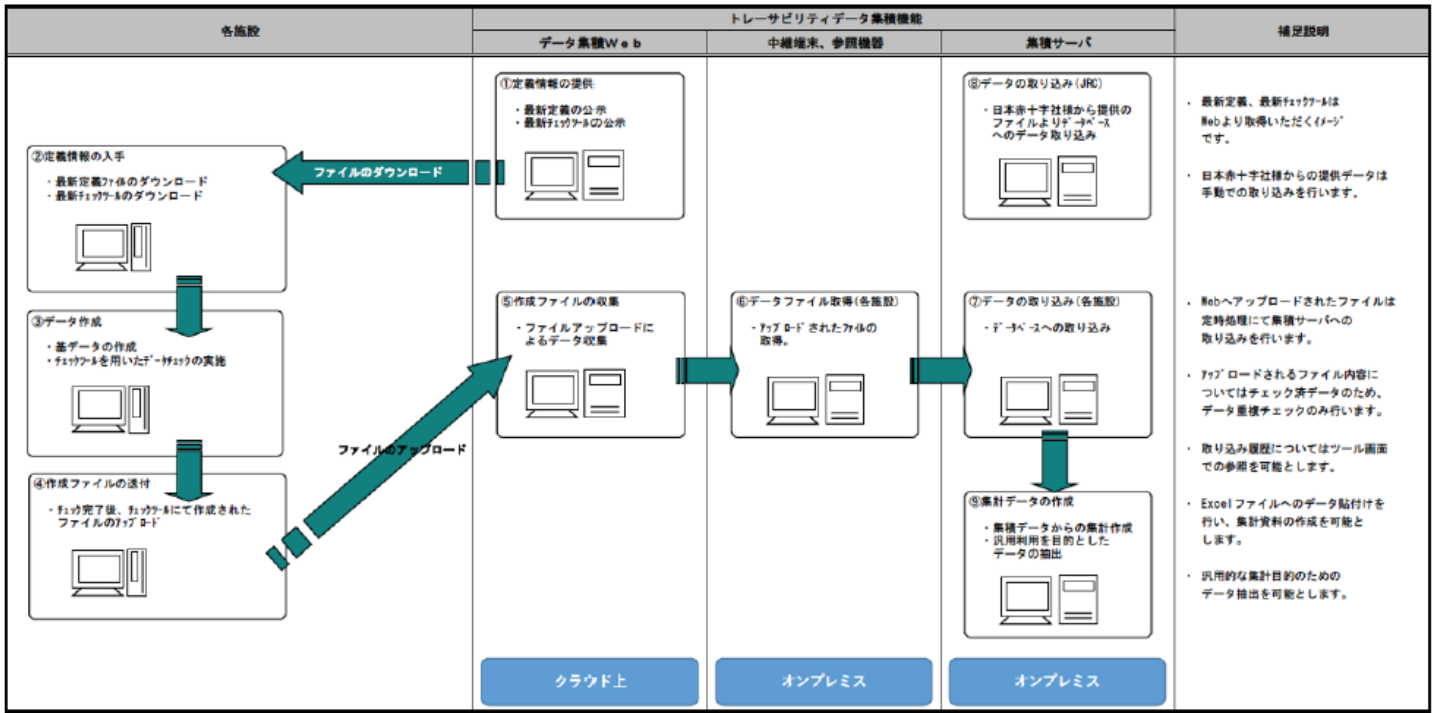 各施設
トレーサビリティデータ集積機能
データ集積Ｗｅｂ
中継端末、参照機器
集積サーバ
補足説明
①定義情報の提供
・最新定義の公示
・最新ﾁｪｯｸﾂｰﾙの公示
ファイルのダウンロード
②定義情報の入手
・最新定義ﾌｧｲﾙのダウンロード
・最新ﾁｪｯｸﾂｰﾙのダウンロード
③データ作成
・基データの作成
・ﾁｪｯｸﾂｰﾙを用いたﾃﾞｰﾀﾁｪｯｸの実施
④作成ファイルの送付
・ﾁｪｯｸ完了後、ﾁｪｯｸﾂｰﾙにて作成された
ファイルのｱｯﾌﾟﾛｰﾄﾞ
ファイルのアップロード
⑤作成ファイルの収集
・ファイルアップロードに
よるデータ収集
⑥データファイル取得(各施設)
・ｱｯﾌﾟﾛｰﾄﾞされたﾌｧｲﾙの
取得。
⑧データの取り込み(JRC)
・日本赤十字社様から提供の
ファイルよりﾃﾞｰﾀﾍﾞｰｽ
へのデータ取り込み
⑦データの取り込み(各施設)
・ﾃﾞｰﾀﾍﾞｰｽへの取り込み
⑨集計データの作成
・集積データからの集計作成
・汎用利用を目的とした
データの抽出
・ 最新定義、最新ﾁｪｯｸﾂｰﾙは
Webより取得いただくｲﾒｰｼﾞ
です。
・ 日本赤十字社様からの提供データは
手動での取り込みを行います。
・ Webへアップロードされたファイルは
定時処理にて集積サーバへの
取り込みを行います。
・ ｱｯﾌﾟﾛｰﾄﾞされるファイル内容に
ついてはチェック済データのため、
データ重複チェックのみ行います。
・ 取り込み履歴についてはツール画面
での参照を可能とします。
・ Excelファイルへのデータ貼付けを
行い、集計資料の作成を可能と
します。
・ 汎用的な集計目的のための
データ抽出を可能とします。
クラウド上
オンプレミス
オンプレミス